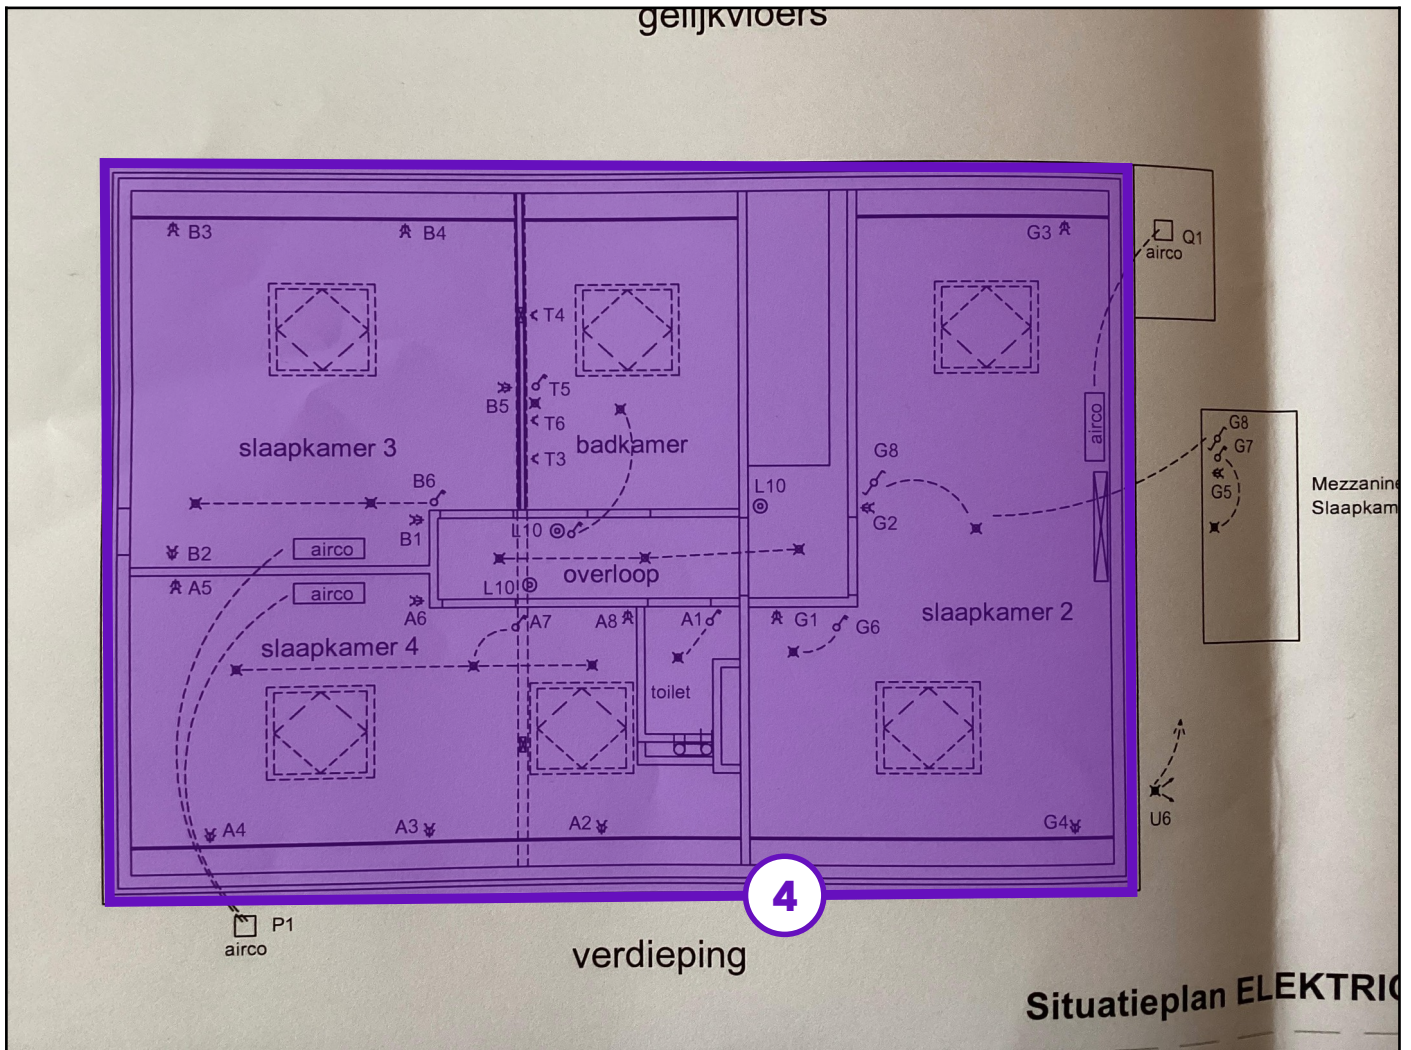 gelijkvloers
B3
B4
G3
Q1
airco
T4
T5
B5
T6
badkamer
T3
slaapkamer 3
airco
G8
G7
G5
Mezzanine
B6
G8
L10
B1
L10
G2
B2
airco
A5
airco
L10
overloop
A6
A7
A8
A1
G1
G6
slaapkamer 2
slaapkamer 4
toilet
A4
A3
A2
G4
U6
4
P1
airco
verdieping
Situatieplan